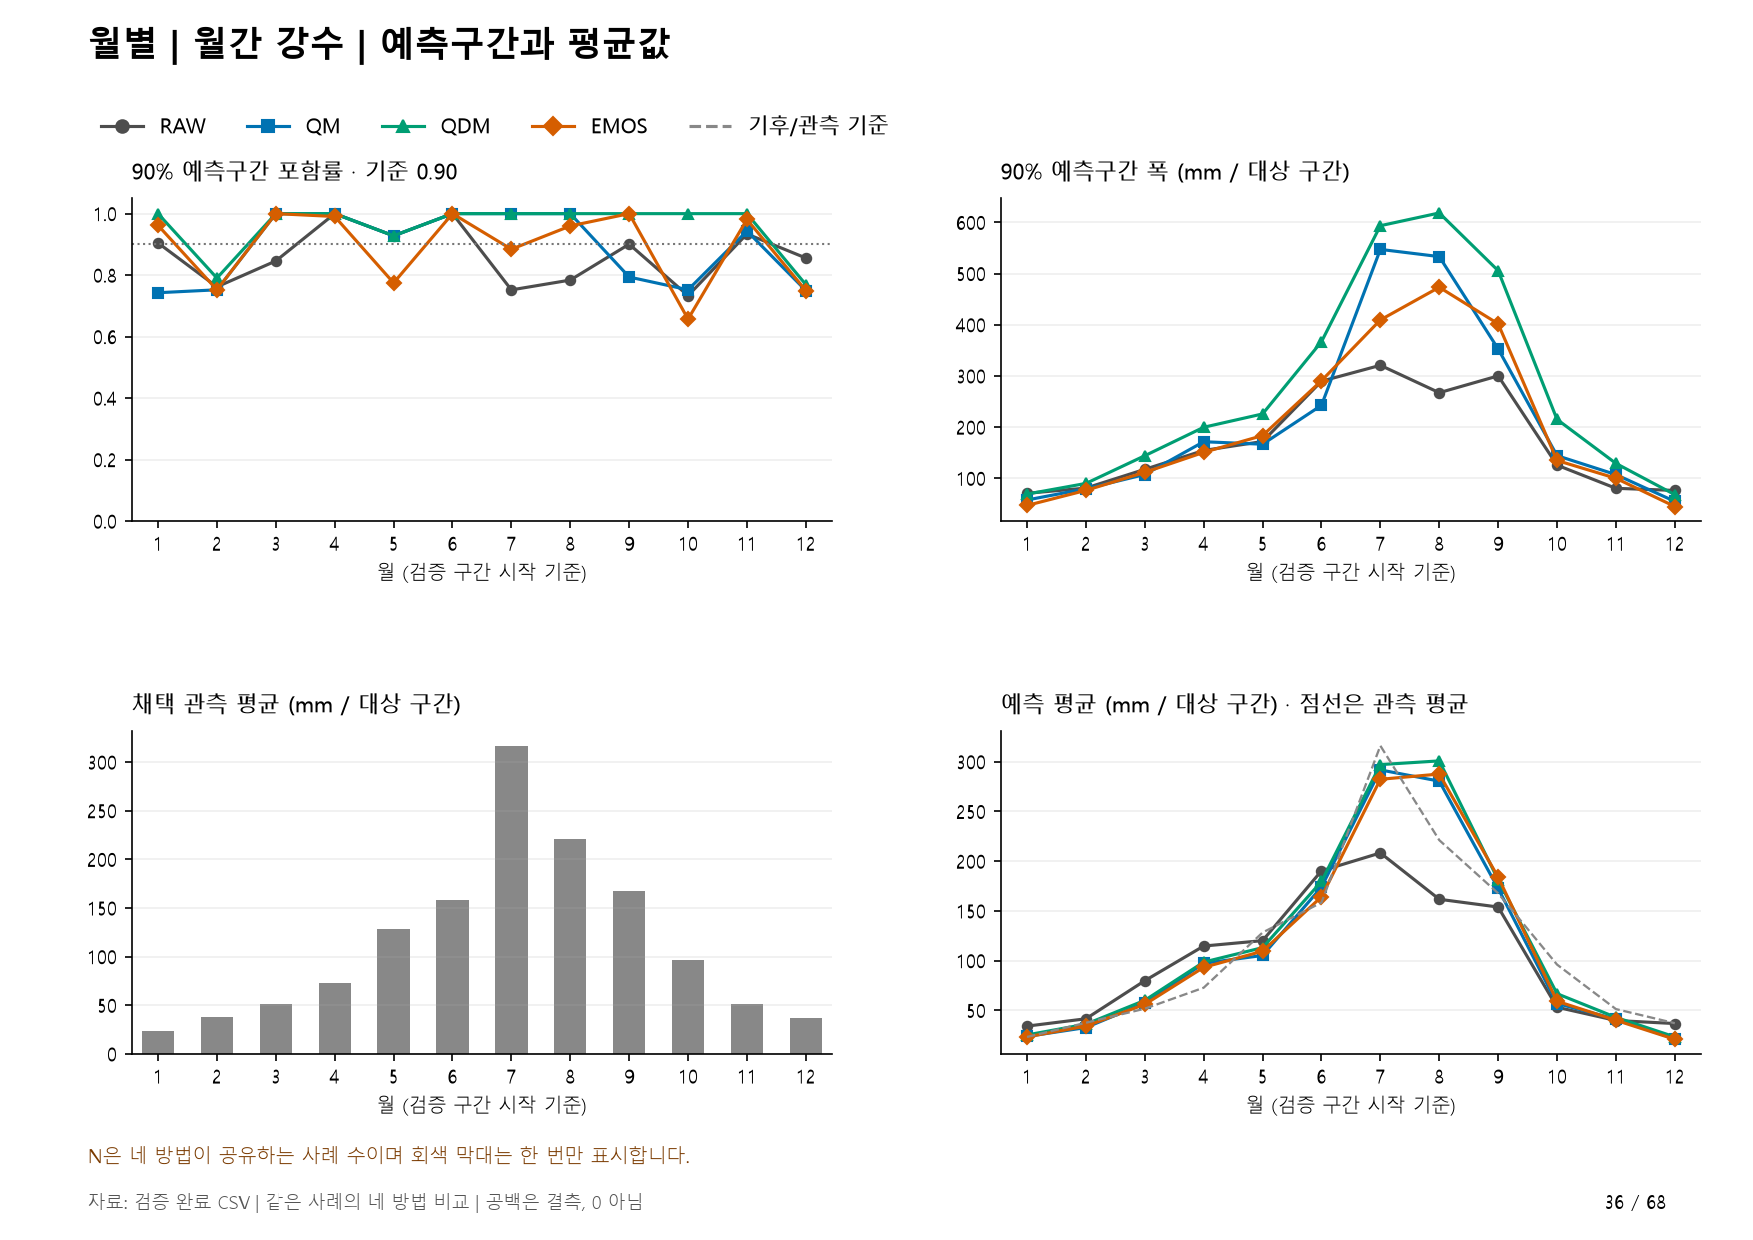 월별 | 월간 강수 | 예측구간과 평균값
RAW QM QDM EMOS 기후/관측 기준
90% 예측구간 포함률 · 기준 0.90
1.0
0.8
0.6
0.4
0.2
0.0
1 2 3 4 5 6 7 8 9 10 11 12
월 (검증 구간 시작 기준)
90% 예측구간 폭 (mm / 대상 구간)
600
500
400
300
200
100
1 2 3 4 5 6 7 8 9 10 11 12
월 (검증 구간 시작 기준)
채택 관측 평균 (mm / 대상 구간)
300
250
200
150
100
50
0
1 2 3 4 5 6 7 8 9 10 11 12
월 (검증 구간 시작 기준)
예측 평균 (mm / 대상 구간) · 점선은 관측 평균
300
250
200
150
100
50
1 2 3 4 5 6 7 8 9 10 11 12
월 (검증 구간 시작 기준)
N은 네 방법이 공유하는 사례 수이며 회색 막대는 한 번만 표시합니다.
자료: 검증 완료 CSV | 같은 사례의 네 방법 비교 | 공백은 결측, 0 아님
36 / 68